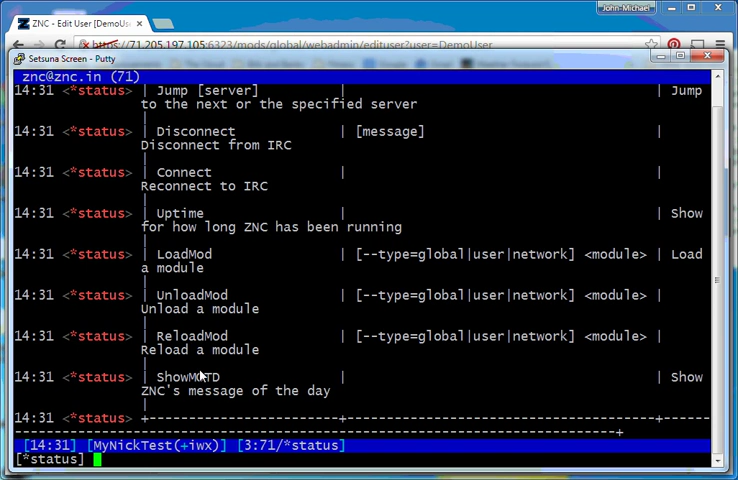 John-Michael
ZNC - Edit User [DemoUse
https://71.205.197.105:6323/mods/global/webadmin/edituser?user=DemoUser
Setsuna Screen - Putty
znc@znc.in (71)
14:31 <*status> | Jump [server] | | Jump
to the next or the specified server
|
14:31 <*status> | Disconnect | [message] |
Disconnect from IRC
|
14:31 <*status> | Connect | |
Reconnect to IRC
|
14:31 <*status> | Uptime | | Show
for how long ZNC has been running
|
14:31 <*status> | LoadMod | [--type=global|user|network] <module> | Load
a module
|
14:31 <*status> | UnloadMod | [--type=global|user|network] <module> |
Unload a module
|
14:31 <*status> | ReloadMod | [--type=global|user|network] <module> |
Reload a module
|
14:31 <*status> | ShowMOTD | | Show
ZNC's message of the day
|
14:31 <*status> +--------------------------+------------------------------------------+-------
---------------------------------------------------------------------------------+
[14:31] [MyNickTest(+iwx)] [3:71/*status]
[*status]